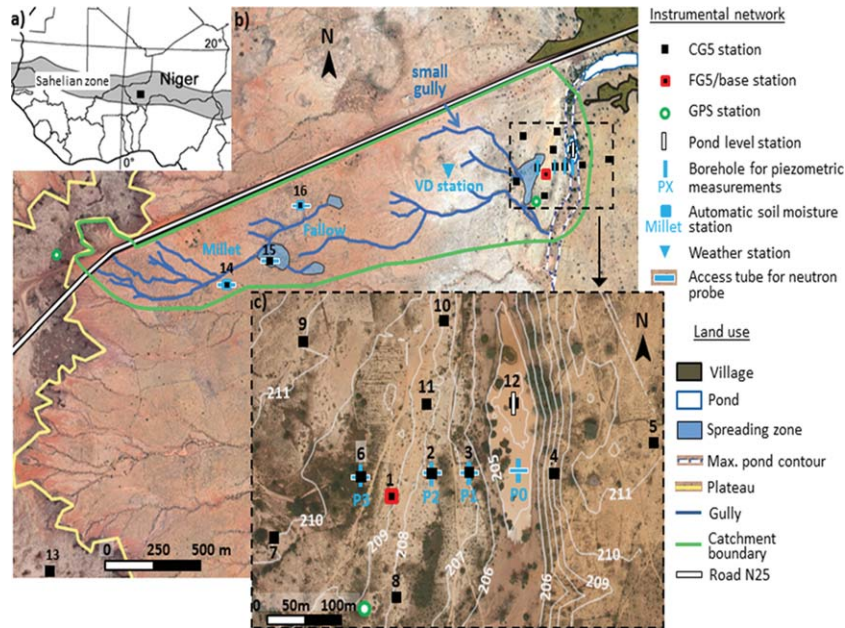 a)
20°
Sahelian zone
Niger
0°
b)
N
small
gully
VD station
16
Fallow
15
Millet
14
13
0 250 500 m
c)
N
10
9
211
12
11
5
6
2
3
205
4
1
P3
P2
P1
P0
211
210
209
208
210
207
7
206
206
209
8
0 50m 100m
Instrumental network
CG5 station
FG5/base station
GPS station
Pond level station
Borehole for piezometric
PX measurements
Automatic soil moisture
Millet station
Weather station
Access tube for neutron
probe
Land use
Village
Pond
Spreading zone
Max. pond contour
Plateau
Gully
Catchment
boundary
Road N25